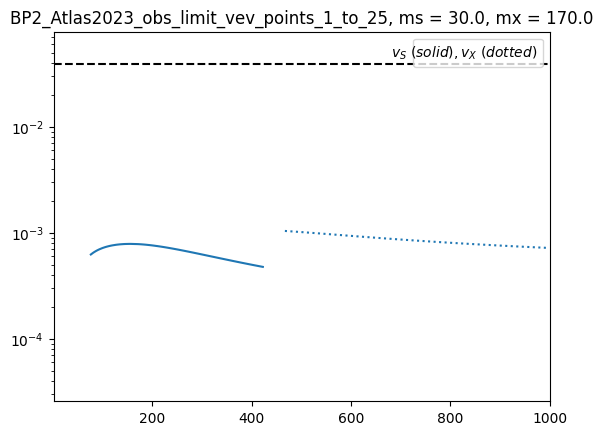 BP2_Atlas2023_obs_limit_vev_points_1_to_25, ms = 30.0, mx = 170.0
v_S (solid), v_X (dotted)
10^{-2}
10^{-3}
10^{-4}
200 400 600 800 1000